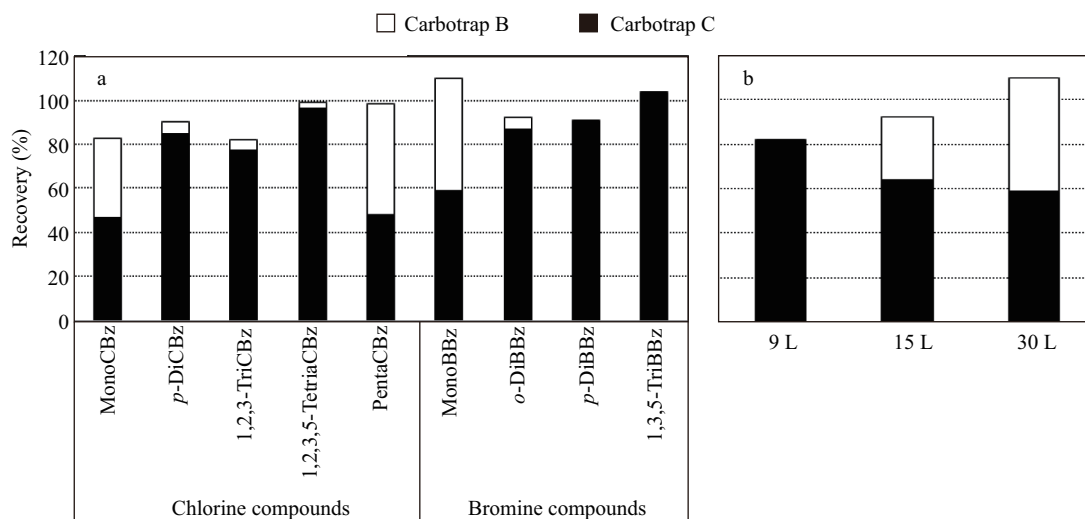 Carbotrap B
Carbotrap C
a
b
Recovery (%)
120
100
80
60
40
20
0
MonoCBz
p-DiCBz
1,2,3-TriCBz
1,2,3,5-TetriaCBz
PentaCBz
MonoBBz
o-DiBBz
p-DiBBz
1,3,5-TriBBz
Chlorine compounds
Bromine compounds
9 L
15 L
30 L